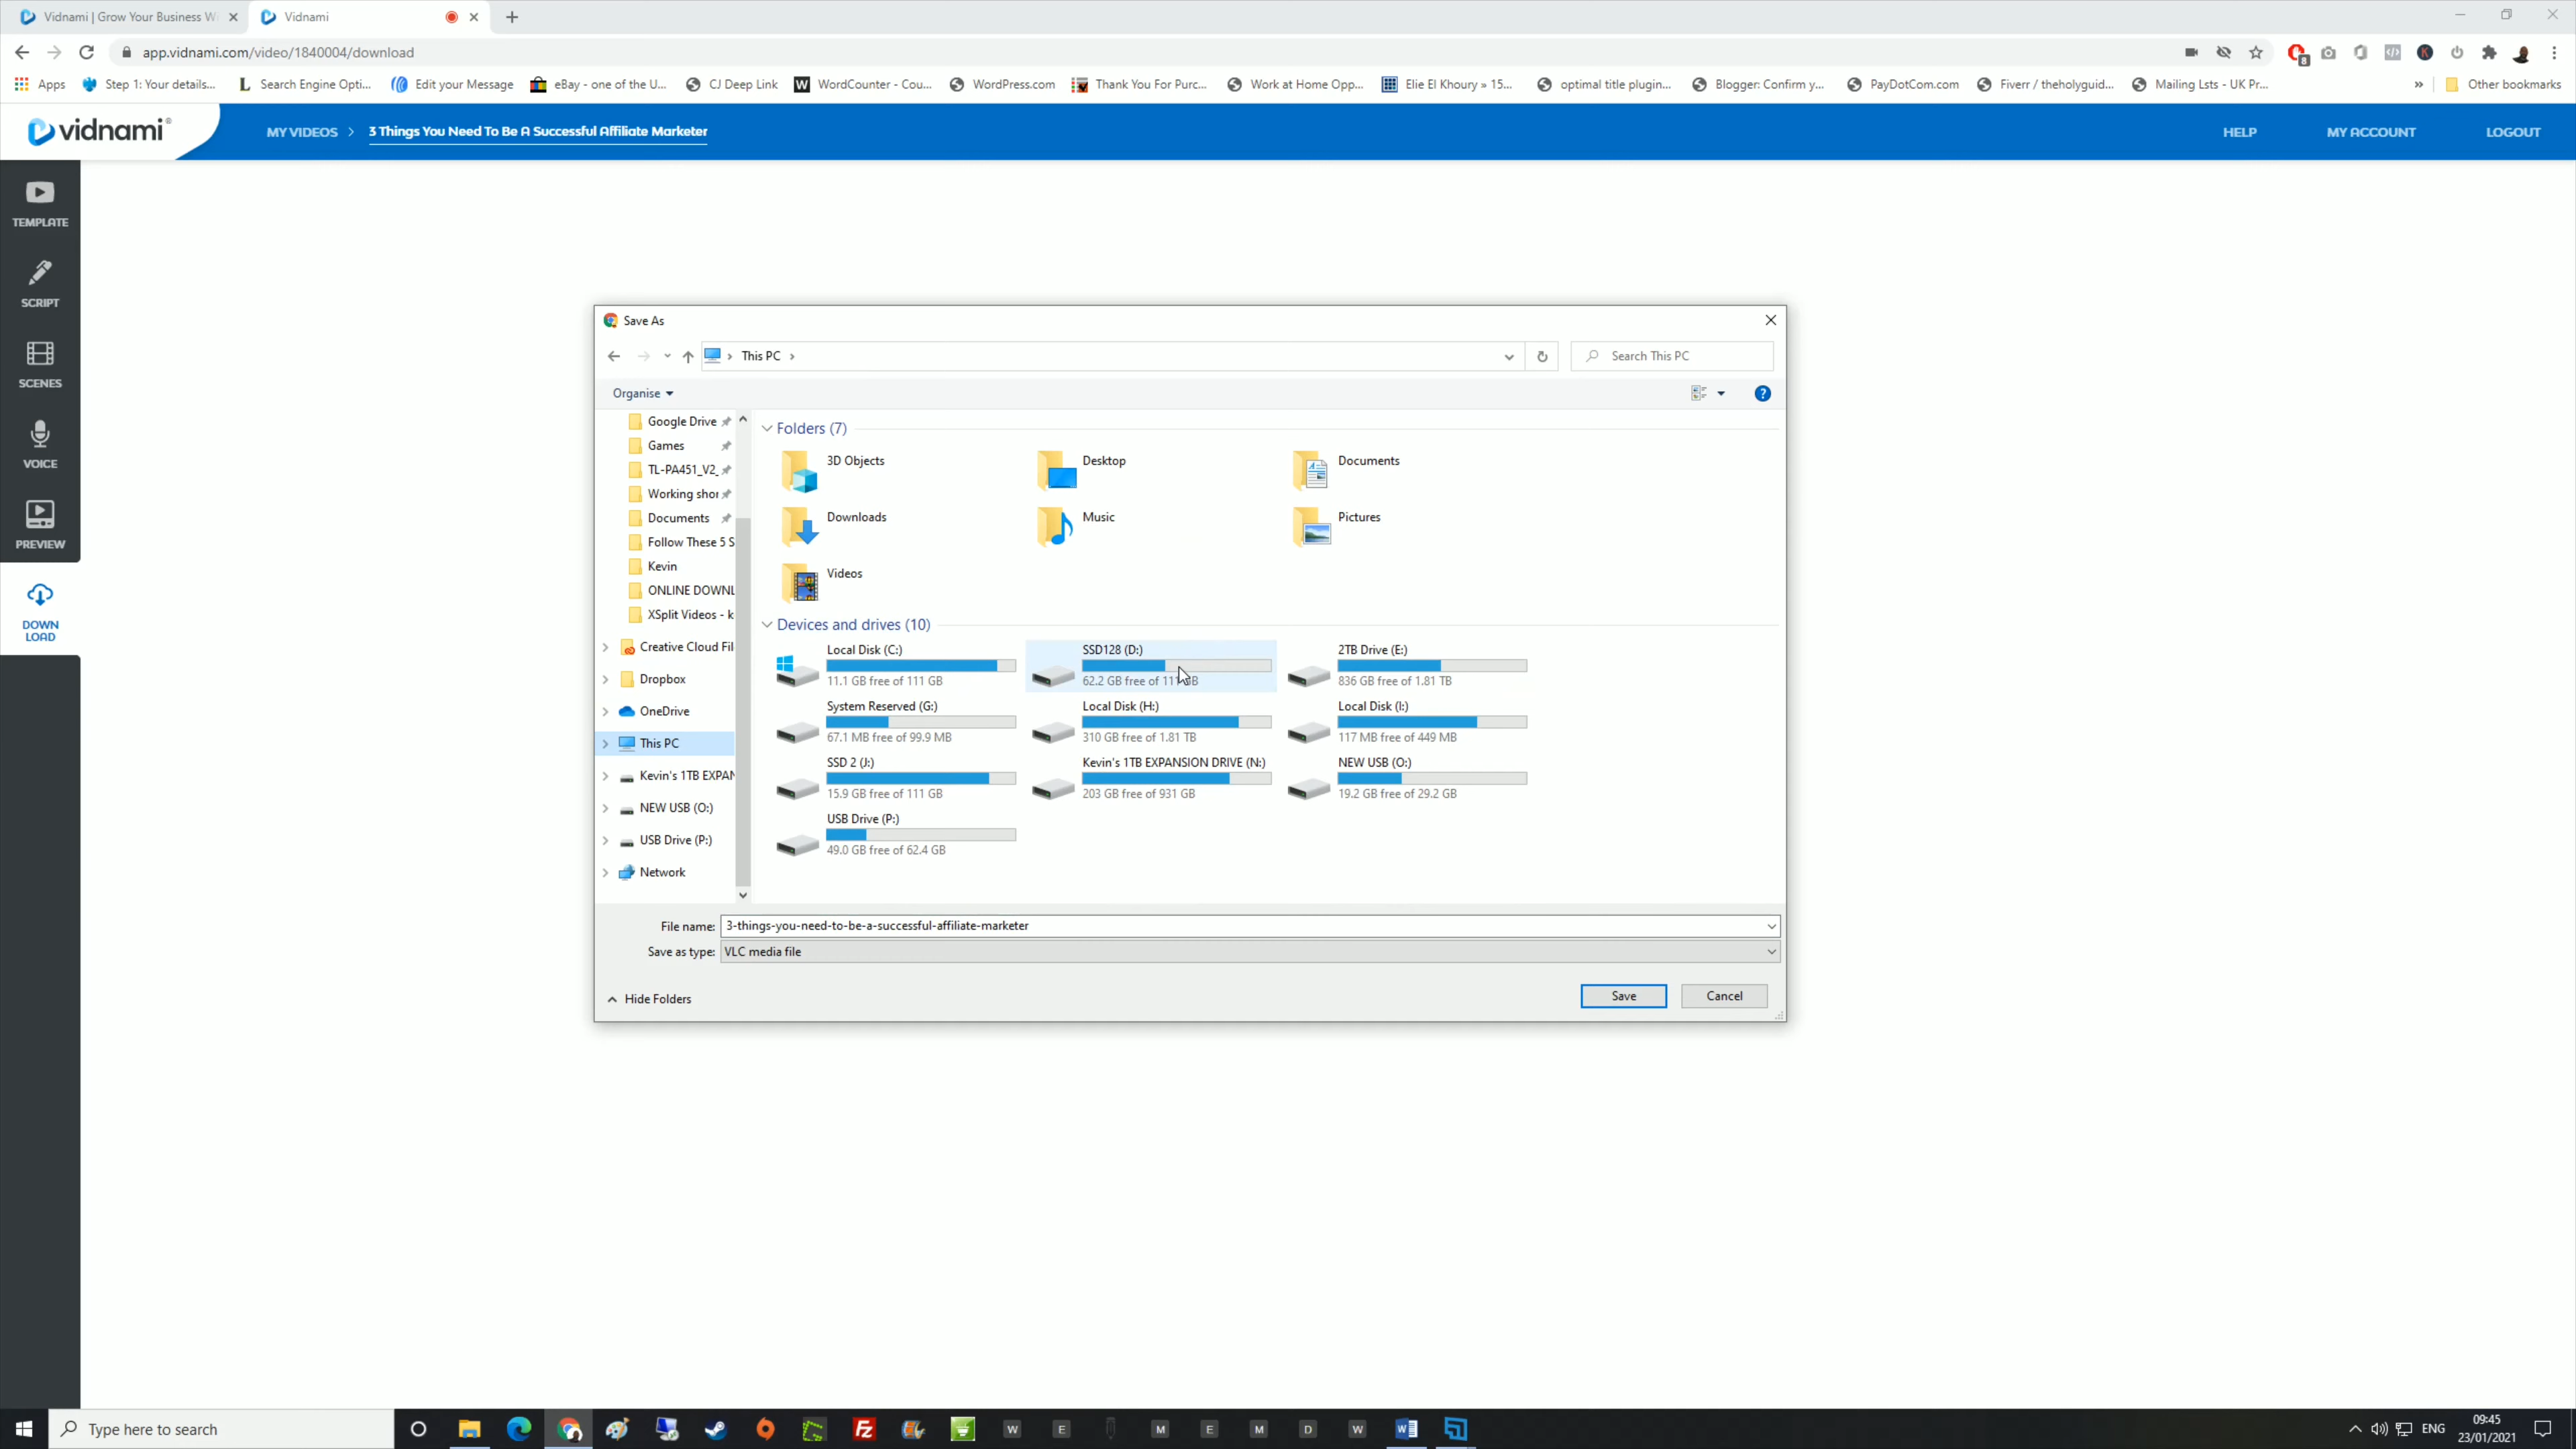 Vidnami | Grow Your Business W
Vidnami
app.vidnami.com/video/1840004/download
Apps
Step 1: Your details...
Search Engine Opti...
Edit your Message
eBay - one of the U...
CJ Deep Link
WordCounter - Cou...
WordPress.com
Thank You For Purc...
Work at Home Opp...
Elie El Khoury » 15...
optimal title plugin...
Blogger: Confirm y...
PayDotCom.com
Fiverr / theholyguid...
Mailing Lsts - UK Pr...
»
Other bookmarks
vidnami®
MY VIDEOS > 3 Things You Need To Be A Successful Affiliate Marketer
HELP
MY ACCOUNT
LOGOUT
TEMPLATE
SCRIPT
SCENES
VOICE
PREVIEW
DOWN
LOAD
Save As
This PC
Search This PC
Organise
Google Drive
Games
TL-PA451_V2_
Working shor
Documents
Follow These 5 S
Kevin
ONLINE DOWNL
XSplit Videos - k
Creative Cloud Fil
Dropbox
OneDrive
This PC
Kevin's 1TB EXPAN
NEW USB (O:)
USB Drive (P:)
Network
Folders (7)
3D Objects
Desktop
Documents
Downloads
Music
Pictures
Videos
Devices and drives (10)
Local Disk (C:)
11.1 GB free of 111 GB
SSD128 (D:)
62.2 GB free of 111 GB
2TB Drive (E:)
836 GB free of 1.81 TB
System Reserved (G:)
67.1 MB free of 99.9 MB
Local Disk (H:)
310 GB free of 1.81 TB
Local Disk (I:)
117 MB free of 449 MB
SSD 2 (J:)
15.9 GB free of 111 GB
Kevin's 1TB EXPANSION DRIVE (N:)
203 GB free of 931 GB
NEW USB (O:)
19.2 GB free of 29.2 GB
USB Drive (P:)
49.0 GB free of 62.4 GB
File name: 3-things-you-need-to-be-a-successful-affiliate-marketer
Save as type: VLC media file
Hide Folders
Save
Cancel
Type here to search
W
E
M
E
M
D
W
ENG
09:45
23/01/2021